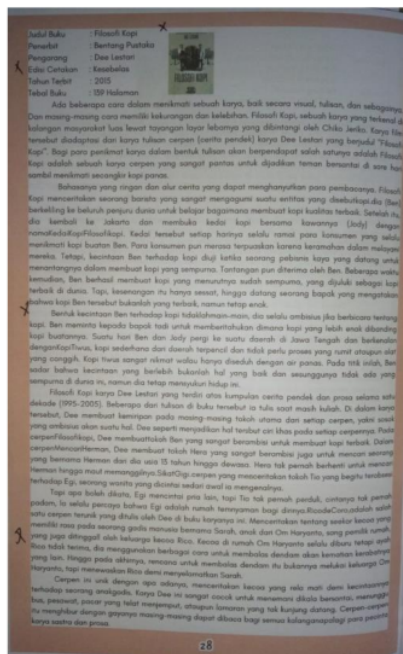 Judul Buku : Filosofi Kopi
Penerbit : Bentang Pustaka
Pengarang : Dee Lestari
Edisi Cetakan : Kesebelas
Tahun Terbit : 2015
Tebal Buku : 139 Halaman
FILOSOFI KOPI
Ada beberapa cara dalam menikmati sebuah karya, baik secara visual, tulisan, dan sebagainya.
Dan masing-masing cara memiliki kekurangan dan kelebihan. Filosofi Kopi, sebuah karya yang terkenal di
kalangan masyarakat luas lewat tayangan layar lebarnya yang dibintangi oleh Chiko Jeriko. Karya film
tersebut diadaptasi dari karya tulisan cerpen (cerita pendek) karya Dee Lestari yang berjudul "Filosofi
Kopi". Bagi para penikmat karya dalam bentuk tulisan akan berpendapat salah satunya adalah Filosofi
Kopi adalah sebuah karya cerpen yang sangat pantas untuk dijadikan teman bersantai di sore hari
sambil menikmati secangkir kopi panas.
Bahasanya yang ringan dan alur cerita yang dapat menghanyutkan para pembacanya. Filosofi
Kopi menceritakan seorang barista yang sangat mengagumi suatu entitas yang disebutkopi.dia (Ben)
berkeliling ke seluruh penjuru dunia untuk belajar bagaimana membuat kopi kualitas terbaik. Setelah itu,
dia kembali ke Jakarta dan membuka kedai kopi bersama kawannya (Jody) dengan
namaKedaiKopiFilosofikopi. Kedai tersebut setiap harinya selalu ramai para konsumen yang selalu
menikmati kopi buatan Ben. Para konsumen pun merasa terpuaskan karena keramahan dalam melayani
mereka. Tetapi, kecintaan Ben terhadap kopi diuji ketika seorang pebisnis kaya yang datang untuk
menantangnya dalam membuat kopi yang sempurna. Tantangan pun diterima oleh Ben. Beberapa waktu
kemudian, Ben berhasil membuat kopi yang menurutnya sudah sempurna, yang dijuluki sebagai kopi
terbaik di dunia. Tapi, kesenangan itu hanya sesaat, hingga datang seorang bapak yang mengatakan
bahwa kopi Ben tersebut bukanlah yang terbaik, namun tetap enak.
Bentuk kecintaan Ben terhadap kopi tidaklahmain-main, dia selalu ambisius jika berbicara tentang
kopi. Ben meminta kepada bapak tadi untuk memberitahukan dimana kopi yang lebih enak dibanding
kopi buatannya. Suatu hari Ben dan Jody pergi ke suatu daerah di Jawa Tengah dan berkenalan
denganKopiTiwus, kopi sederhana dari daerah terpencil dan tidak perlu proses yang rumit ataupun alat
yang canggih. Kopi tiwus sangat nikmat walau hanya diseduh dengan air panas. Pada titik inilah, Ben
sadar bahwa kecintaan yang berlebih bukanlah hal yang baik dan sesungguhnya tidak ada yang
sempurna di dunia ini, namun dia tetap mensyukuri hidup ini.
Filosofi Kopi karya Dee Lestari yang terdiri atas kumpulan cerita pendek dan prosa selama satu
dekade (1995-2005). Beberapa dari tulisan di buku tersebut ia tulis saat masih kuliah. Di dalam karya
tersebut, Dee membuat kemiripan pada masing-masing tokoh utama dari setiap cerpen, yakni sosok
yang ambisius akan suatu hal. Dee seperti menjadikan hal terebut ciri khas pada setiap cerpennya. Pada
cerpenFilosofikopi, Dee membuattokoh Ben yang sangat berambisi untuk membuat kopi terbaik. Dalam
cerpenMencariHerman, Dee membuat tokoh Hera yang sangat berambisi juga untuk mencari seorang
yang bernama Herman dari dia usia 13 tahun hingga dewasa. Hera tak pernah berhenti untuk mencari
Herman hingga maut memanggilnya.SikatGigi cerpen yang menceritakan tokoh Tio yang begitu terobsesi
terhadap Egi, seorang wanita yang dicintai sedari awal ia mengenalnya.
Tapi apa boleh dikata, Egi mencintai pria lain, tapi Tio tak pernah perduli, cintanya tak pernah
padam, ia selalu percaya bahwa Egi adalah rumah ternyaman bagi dirinya.RicodeCoro,adalah salah
satu cerpen terunik yang ditulis oleh Dee di buku karyanya ini. Menceritakan tentang seekor kecoa yang
memiliki rasa pada seorang gadis manusia bernama Sarah, anak dari Om Haryanto, sang pemilik rumah
yang juga ditinggali oleh keluarga kecoa Rico. Kecoa di rumah Om Haryanto selalu diburu tetapi ayah
Rico tidak terima, dia menggunakan berbagai cara untuk membalas dendam akan kematian kerabatnya
yang lain. Hingga pada akhirnya, rencana untuk membalas dendam itu bukannya melukai keluarga Om
Haryanto, tapi menewaskan Rico demi menyelamatkan Sarah.
Cerpen ini unik dengan apa adanya, menceritakan kecoa yang rela mati demi kecintaannya
terhadap seorang anakgadis. Karya Dee ini sangat cocok untuk menemani dikala bersantai, menunggu
bus, pesawat, pacar yang telat menjemput, ataupun lamaran yang tak kunjung datang. Cerpen-cerpen
itu menghibur dengan gayanya masing-masing dapat dibaca bagi semua kalanganapalagi para pecinta
karya sastra dan prosa.
28